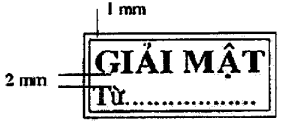 1 mm
GIẢI MẬT
2 mm
Từ.................